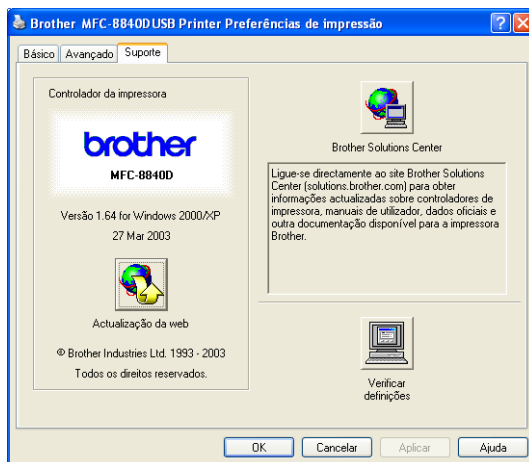 Brother MFC-8840DUSB Printer Preferências de impressão
Básico Avançado Suporte
Controlador da impressora
brother
MFC-8840D
Versão 1.64 for Windows 2000/XP
27 Mar 2003
Actualização da web
© Brother Industries Ltd. 1993 - 2003
Todos os direitos reservados.
Brother Solutions Center
Ligue-se directamente ao site Brother Solutions
Center (solutions.brother.com) para obter
informações actualizadas sobre controladores de
impressora, manuais de utilizador, dados oficiais e
outra documentação disponível para a impressora
Brother.
Verificar
definições
OK Cancelar Aplicar Ajuda